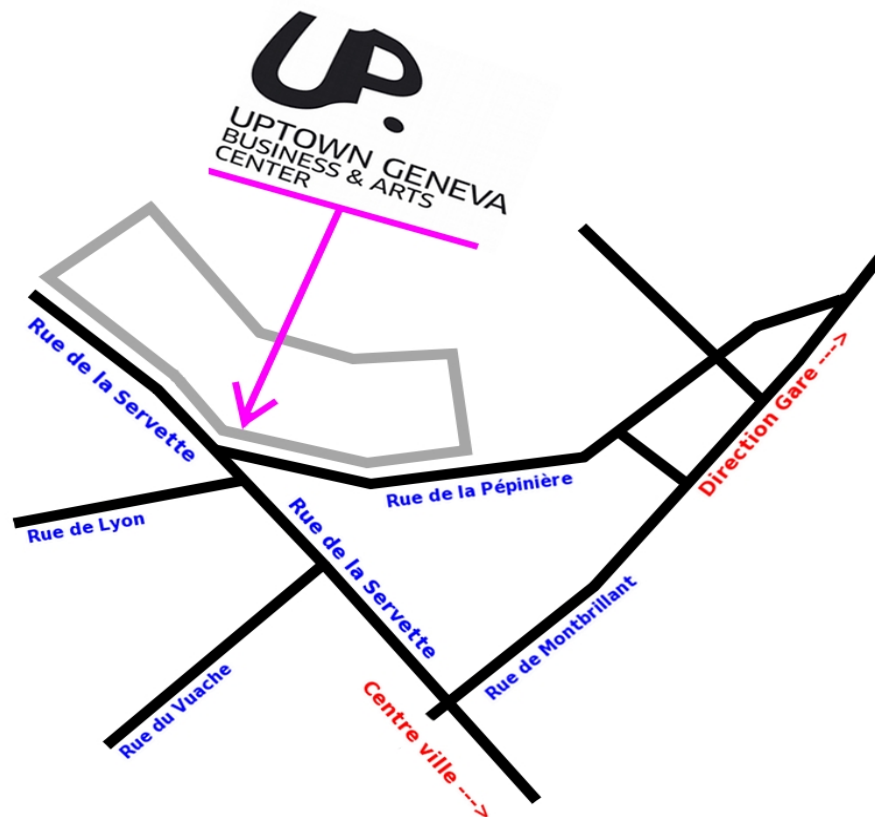 UP.
UPTOWN GENEVA
BUSINESS & ARTS
CENTER
Rue de la Servette
Rue de Lyon
Rue de la Servette
Rue de la Pépinière
Direction Gare --->
Rue de Montbrillant
Rue du Vuache
Centre ville --->